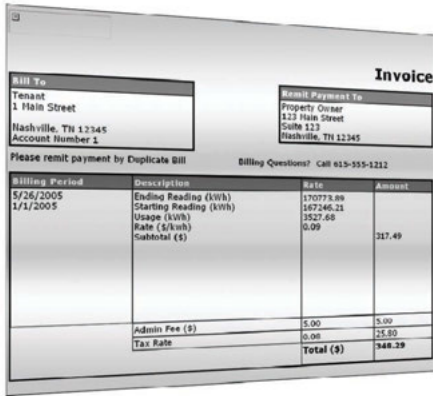 Invoice
Bill To
Tenant
1 Main Street
Nashville, TN 12345
Account Number 1
Remit Payment To
Property Owner
123 Main Street
Suite 123
Nashville, TN 12345
Please remit payment by Duplicate Bill
Billing Questions? Call 615-555-1212
Billing Period Description Rate Amount
5/26/2005 Ending Reading (kWh) 170773.89
1/1/2005 Starting Reading (kWh) 167246.21
Usage (kWh) 3527.68
Rate ($/kwh) 0.09
Subtotal ($) 317.49
Admin Fee ($) 5.00 5.00
Tax Rate 0.08 25.80
Total ($) 348.29